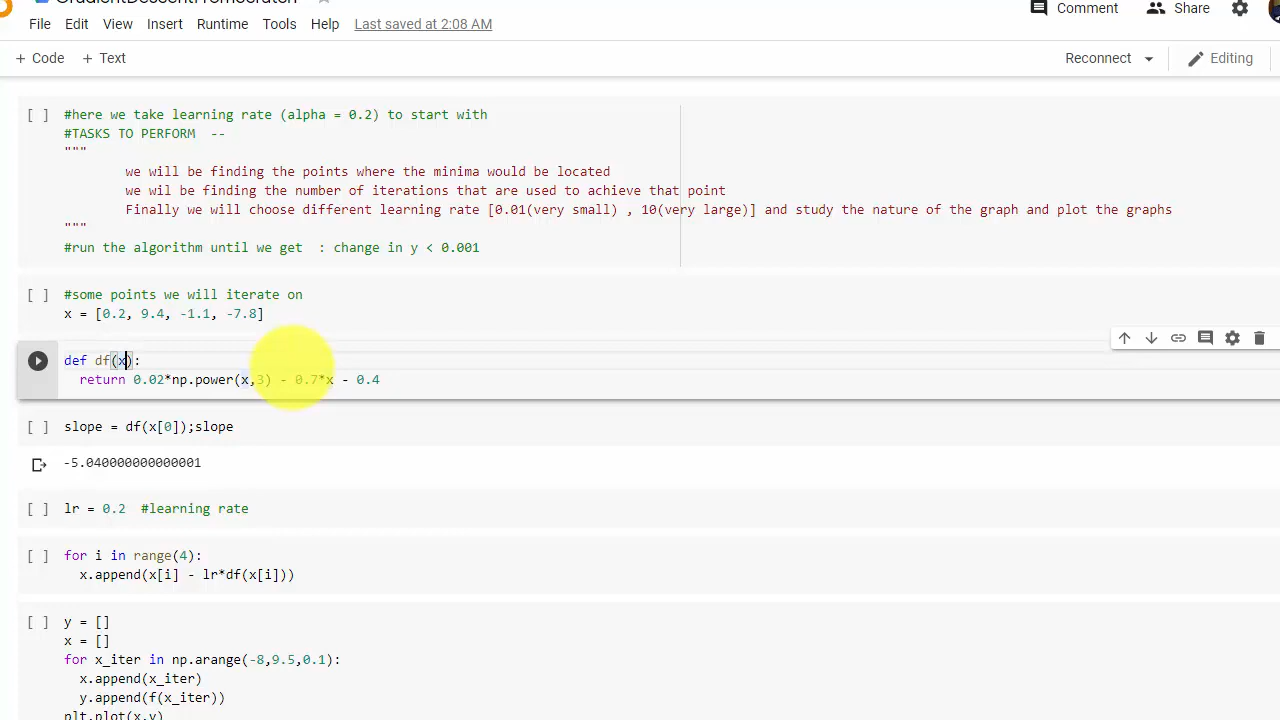 GradientDescentFromScratch
File Edit View Insert Runtime Tools Help Last saved at 2:08 AM
Comment Share
+ Code + Text
Reconnect Editing
[ ] #here we take learning rate (alpha = 0.2) to start with
#TASKS TO PERFORM --
"""
we will be finding the points where the minima would be located
we wil be finding the number of iterations that are used to achieve that point
Finally we will choose different learning rate [0.01(very small) , 10(very large)] and study the nature of the graph and plot the graphs
"""
#run the algorithm until we get : change in y < 0.001
[ ] #some points we will iterate on
x = [0.2, 9.4, -1.1, -7.8]
def df(x):
return 0.02*np.power(x,3) - 0.7*x - 0.4
[ ] slope = df(x[0]);slope
-5.040000000000001
[ ] lr = 0.2 #learning rate
[ ] for i in range(4):
x.append(x[i] - lr*df(x[i]))
[ ] y = []
x = []
for x_iter in np.arange(-8,9.5,0.1):
x.append(x_iter)
y.append(f(x_iter))
plt.plot(x,y)